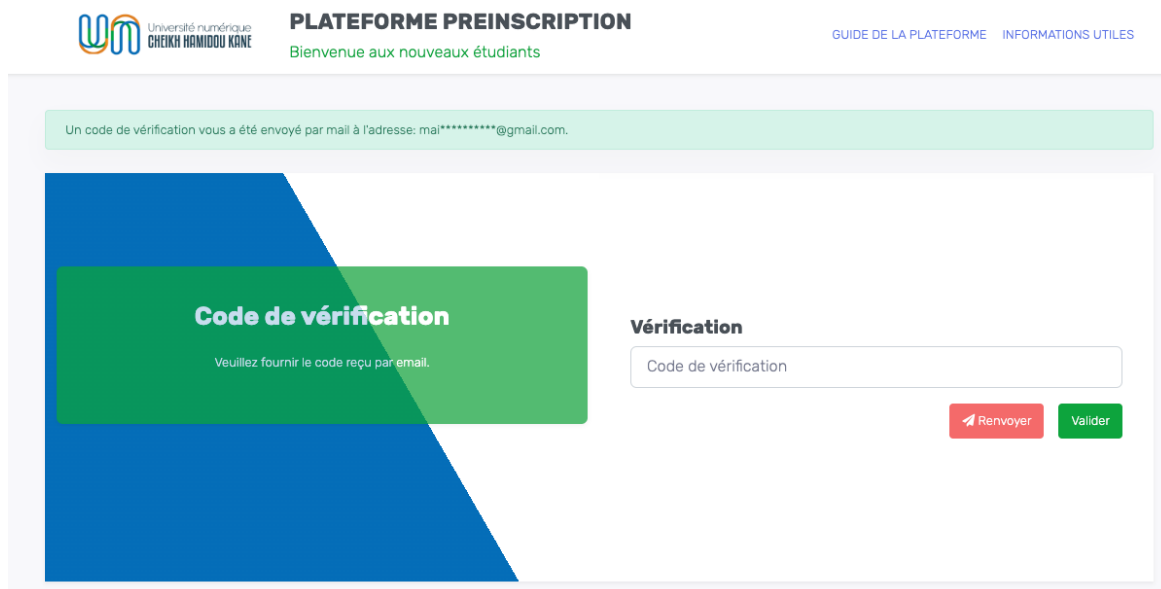 Université numérique
CHEIKH HAMIDOU KANE
PLATEFORME PREINSCRIPTION
Bienvenue aux nouveaux étudiants
GUIDE DE LA PLATEFORME INFORMATIONS UTILES
Un code de vérification vous a été envoyé par mail à l'adresse: mai**********@gmail.com.
Code de vérification
Veuillez fournir le code reçu par email.
Vérification
Code de vérification
Renvoyer Valider